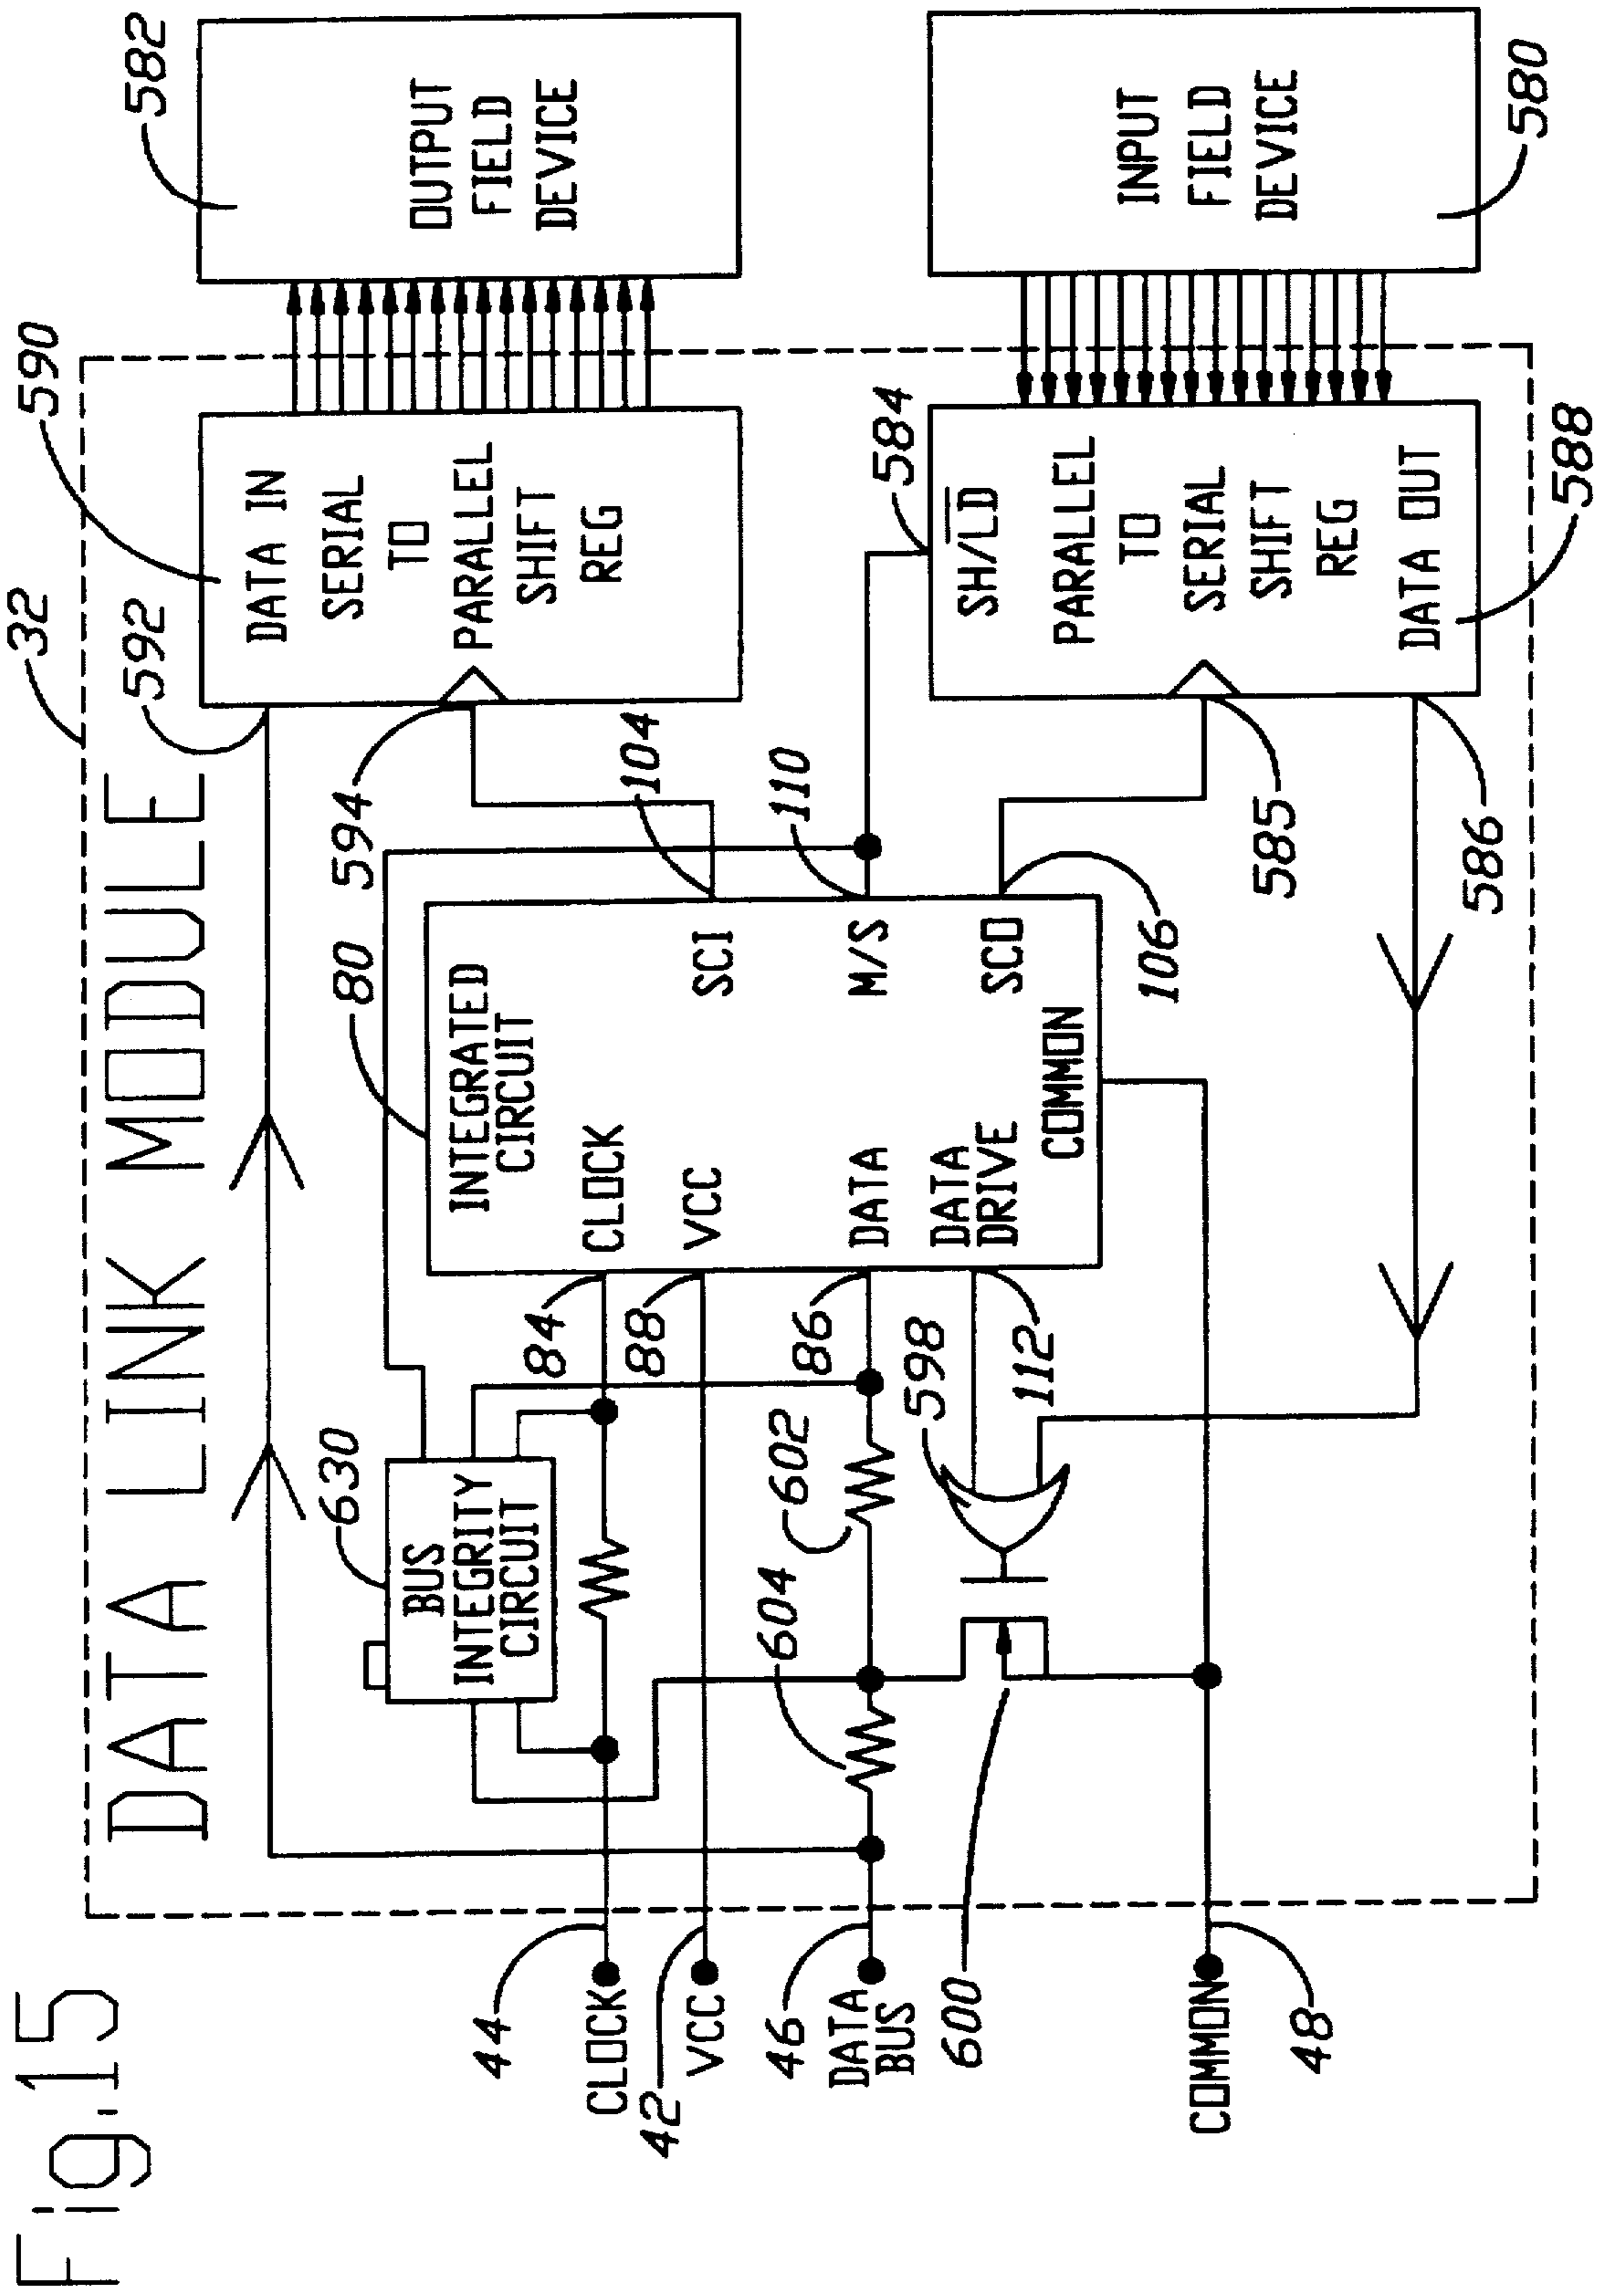 Fig.15
DATA LINK MODULE
32
590
582
592
DATA IN
SERIAL
TO
PARALLEL
SHIFT
REG
OUTPUT
FIELD
DEVICE
594
104
110
80
630
BUS
INTEGRITY
CIRCUIT
INTEGRATED
CIRCUIT
CLOCK
VCC
DATA
DATA
DRIVE
COMMON
SCI
M/S
SCO
84
88
86
598
112
602
604
106
584
SH/L̅D̅
PARALLEL
TO
SERIAL
SHIFT
REG
DATA OUT
INPUT
FIELD
DEVICE
580
585
586
588
44
CLOCK
42
VCC
46
DATA
BUS
600
COMMON
48